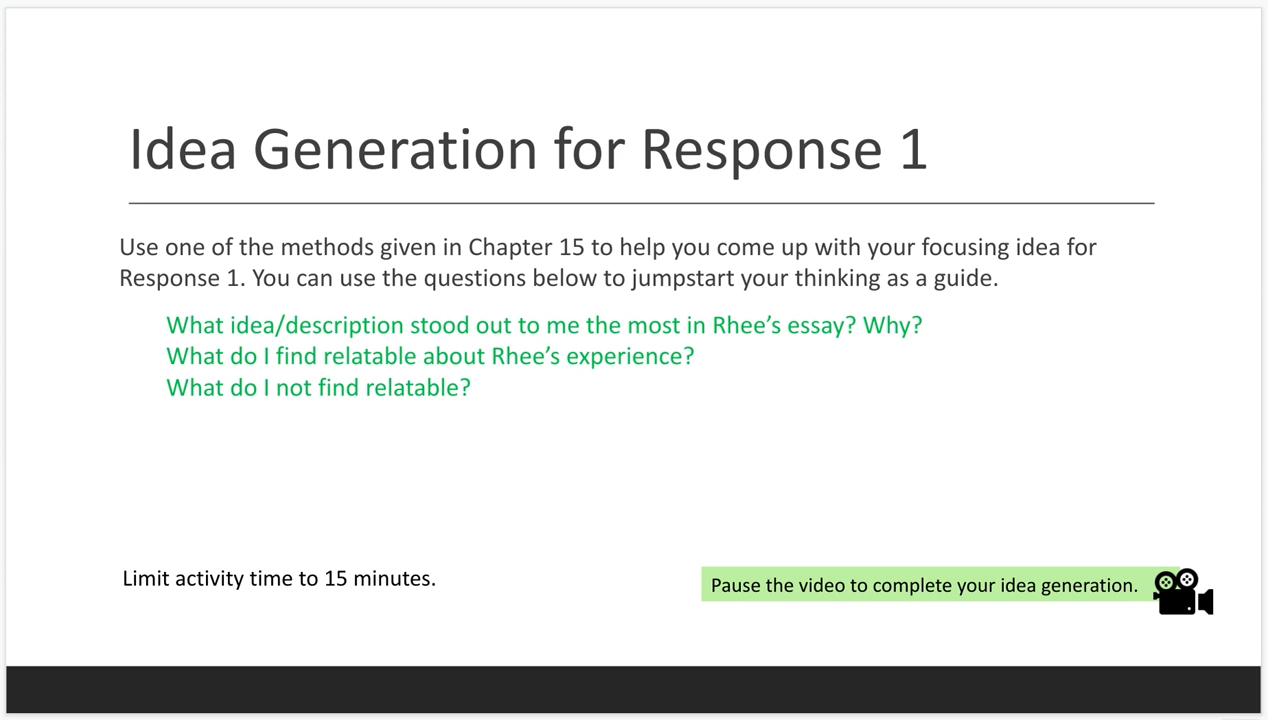 Idea Generation for Response 1
Use one of the methods given in Chapter 15 to help you come up with your focusing idea for
Response 1. You can use the questions below to jumpstart your thinking as a guide.
What idea/description stood out to me the most in Rhee’s essay? Why?
What do I find relatable about Rhee’s experience?
What do I not find relatable?
Limit activity time to 15 minutes.
Pause the video to complete your idea generation.